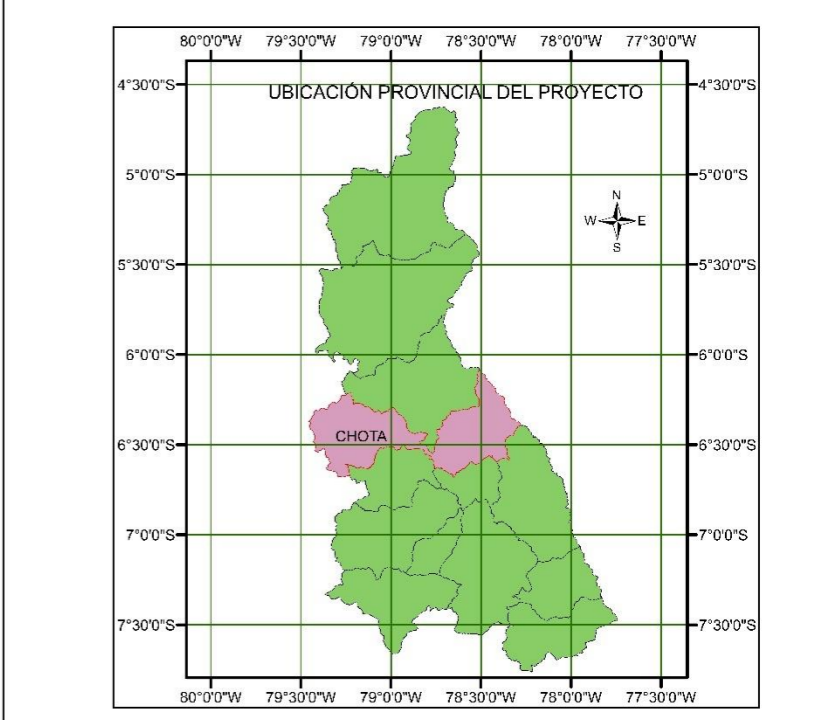 80°0'0"W 79°30'0"W 79°0'0"W 78°30'0"W 78°0'0"W 77°30'0"W
4°30'0"S 4°30'0"S
UBICACIÓN PROVINCIAL DEL PROYECTO
5°0'0"S 5°0'0"S
N
W E
S
5°30'0"S 5°30'0"S
6°0'0"S 6°0'0"S
CHOTA
6°30'0"S 6°30'0"S
7°0'0"S 7°0'0"S
7°30'0"S 7°30'0"S
80°0'0"W 79°30'0"W 79°0'0"W 78°30'0"W 78°0'0"W 77°30'0"W